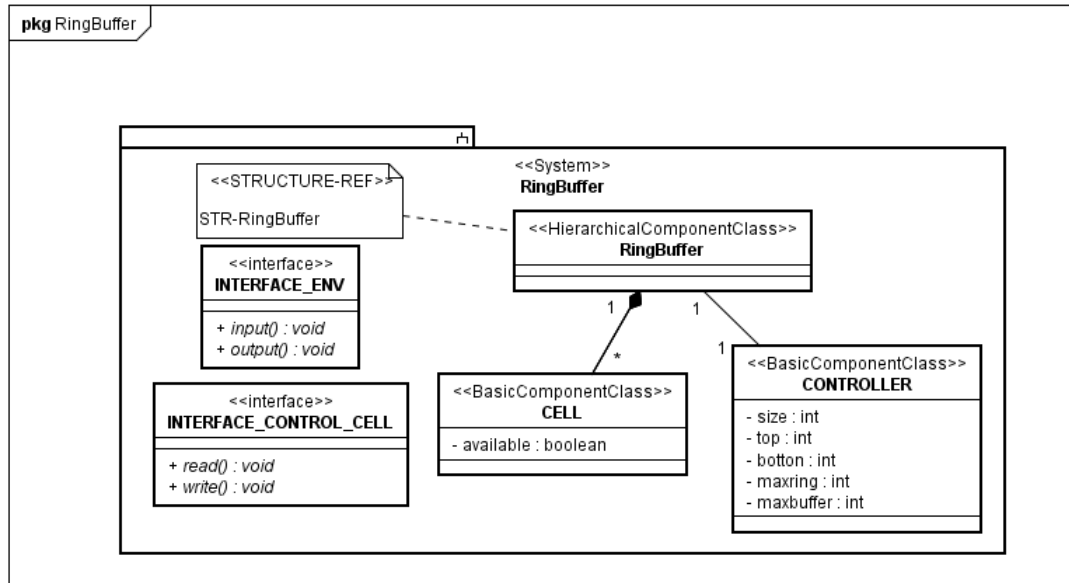 pkg RingBuffer
<<System>>
RingBuffer
<<STRUCTURE-REF>>
STR-RingBuffer
<<HierarchicalComponentClass>>
RingBuffer
<<interface>>
INTERFACE_ENV
+ input() : void
+ output() : void
1
1
*
1
<<interface>>
INTERFACE_CONTROL_CELL
+ read() : void
+ write() : void
<<BasicComponentClass>>
CELL
- available : boolean
<<BasicComponentClass>>
CONTROLLER
- size : int
- top : int
- botton : int
- maxring : int
- maxbuffer : int